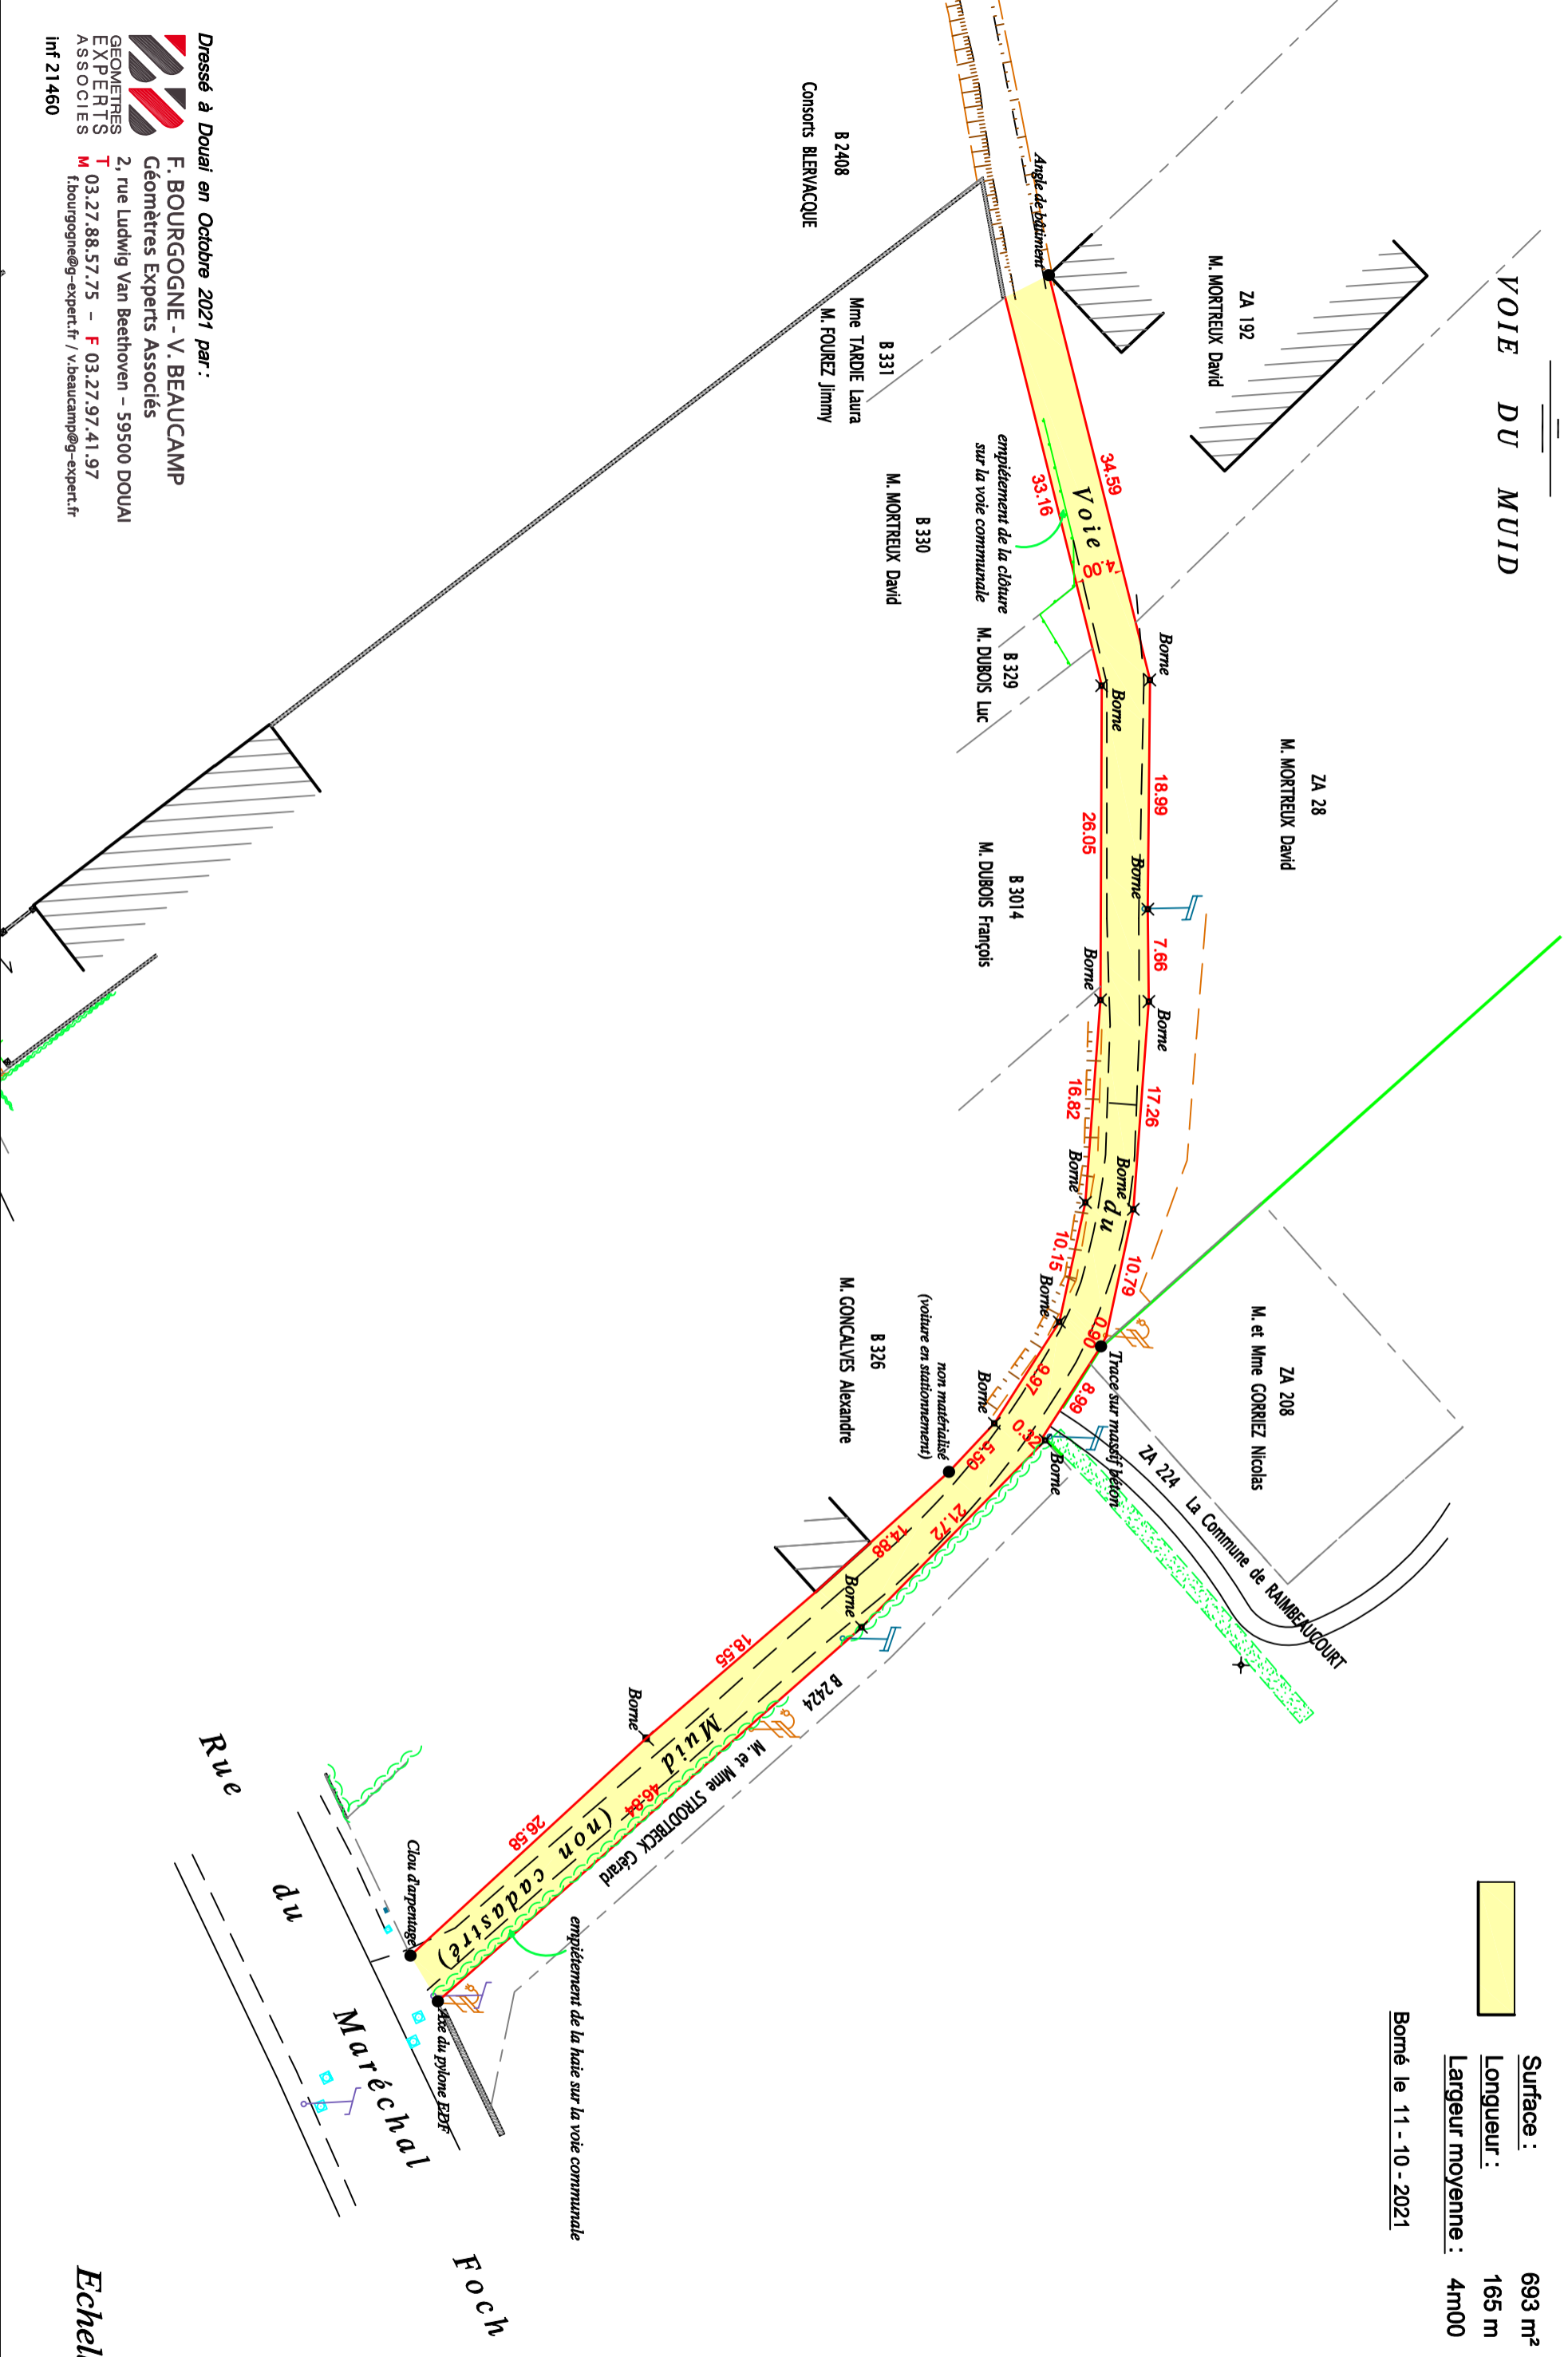 VOIE DU MUID
Surface : 693 m²
Longueur : 165 m
Largeur moyenne : 4m00
Borné le 11 - 10 - 2021
ZA 192
M. MORTREUX David
ZA 28
M. MORTREUX David
ZA 208
M. et Mme GORRIEZ Nicolas
ZA 224 La Commune de RAIMBEAUCOURT
Angle de bâtiment
34.59
Voie
33.16
4.00
Borne
Borne
18.99
26.05
Borne
7.66
Borne
Borne
17.26
16.82
Borne
Borne
du
10.79
10.15
Borne
0.90
Trace sur massif béton
8.99
9.97
Borne
0.32
Borne
5.50
21.72
14.88
Borne
18.55
Borne
Muid
46.84
(non cadastré)
26.58
Clou d'arpentage
Axe du pylone EDF
B 2424
M. et Mme STRODTBECK Gérard
empiétement de la haie sur la voie communale
empiétement de la clôture
sur la voie communale
B 2408
Consorts BLERVACQUE
B 331
Mme TARDIE Laura
M. FOUREZ Jimmy
B 330
M. MORTREUX David
B 329
M. DUBOIS Luc
B 3014
M. DUBOIS François
B 326
M. GONCALVES Alexandre
non matérialisé
(voiture en stationnement)
Rue du Maréchal Foch
Dressé à Douai en Octobre 2021 par :
F. BOURGOGNE - V. BEAUCAMP
Géomètres Experts Associés
2, rue Ludwig Van Beethoven – 59500 DOUAI
T 03.27.88.57.75 – F 03.27.97.41.97
M f.bourgogne@g-expert.fr / v.beaucamp@g-expert.fr
GEOMETRES
EXPERTS
ASSOCIES
inf 21460